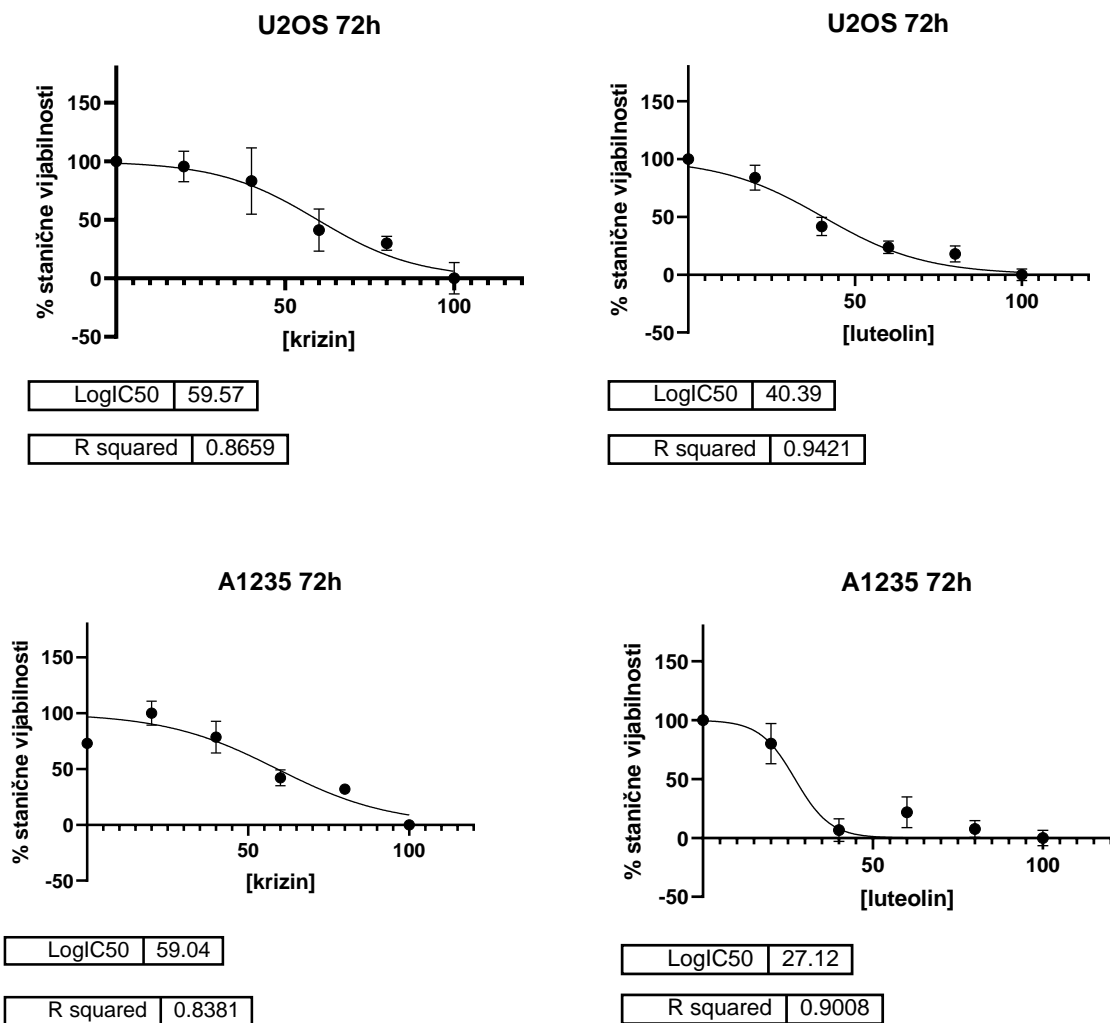 U2OS 72h
% stanične vijabilnosti
150
100
50
0
-50
50
100
[krizin]
LogIC50 59.57
R squared 0.8659
U2OS 72h
% stanične vijabilnosti
150
100
50
0
-50
50
100
[luteolin]
LogIC50 40.39
R squared 0.9421
A1235 72h
% stanične vijabilnosti
150
100
50
0
-50
50
100
[krizin]
LogIC50 59.04
R squared 0.8381
A1235 72h
% stanične vijabilnosti
150
100
50
0
-50
50
100
[luteolin]
LogIC50 27.12
R squared 0.9008